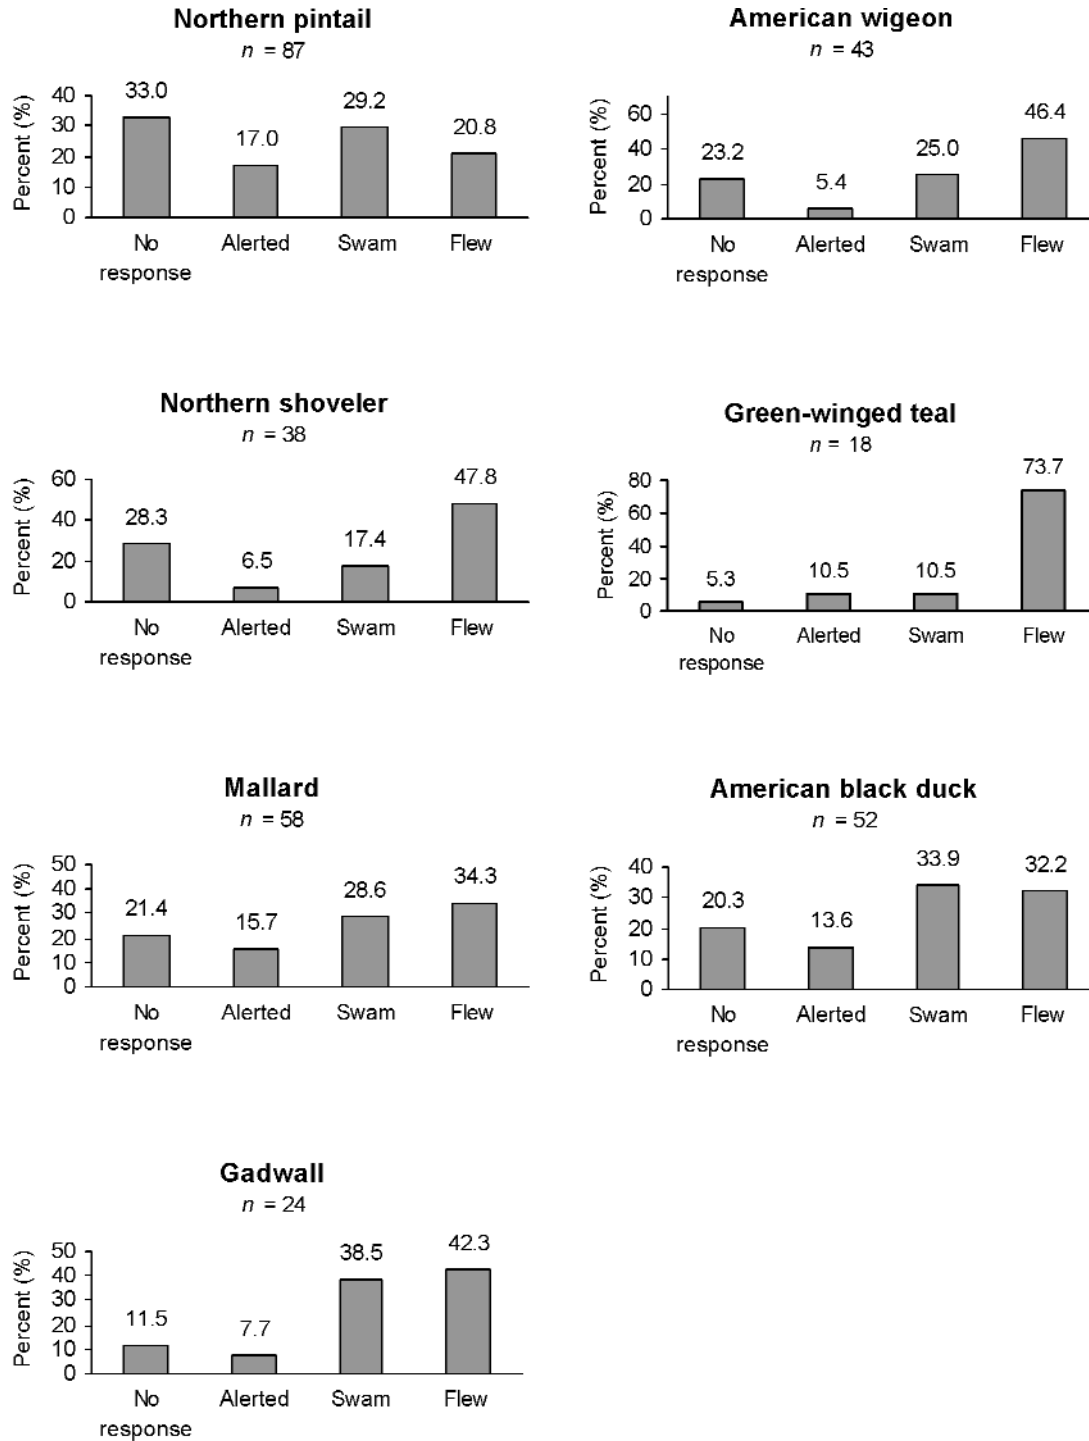 Northern pintail
n = 87
Percent (%)
40
30
20
10
0
33.0
17.0
29.2
20.8
No response
Alerted
Swam
Flew
American wigeon
n = 43
Percent (%)
60
40
20
0
23.2
5.4
25.0
46.4
No response
Alerted
Swam
Flew
Northern shoveler
n = 38
Percent (%)
60
40
20
0
28.3
6.5
17.4
47.8
No response
Alerted
Swam
Flew
Green-winged teal
n = 18
Percent (%)
80
60
40
20
0
5.3
10.5
10.5
73.7
No response
Alerted
Swam
Flew
Mallard
n = 58
Percent (%)
50
40
30
20
10
0
21.4
15.7
28.6
34.3
No response
Alerted
Swam
Flew
American black duck
n = 52
Percent (%)
40
30
20
10
0
20.3
13.6
33.9
32.2
No response
Alerted
Swam
Flew
Gadwall
n = 24
Percent (%)
50
40
30
20
10
0
11.5
7.7
38.5
42.3
No response
Alerted
Swam
Flew